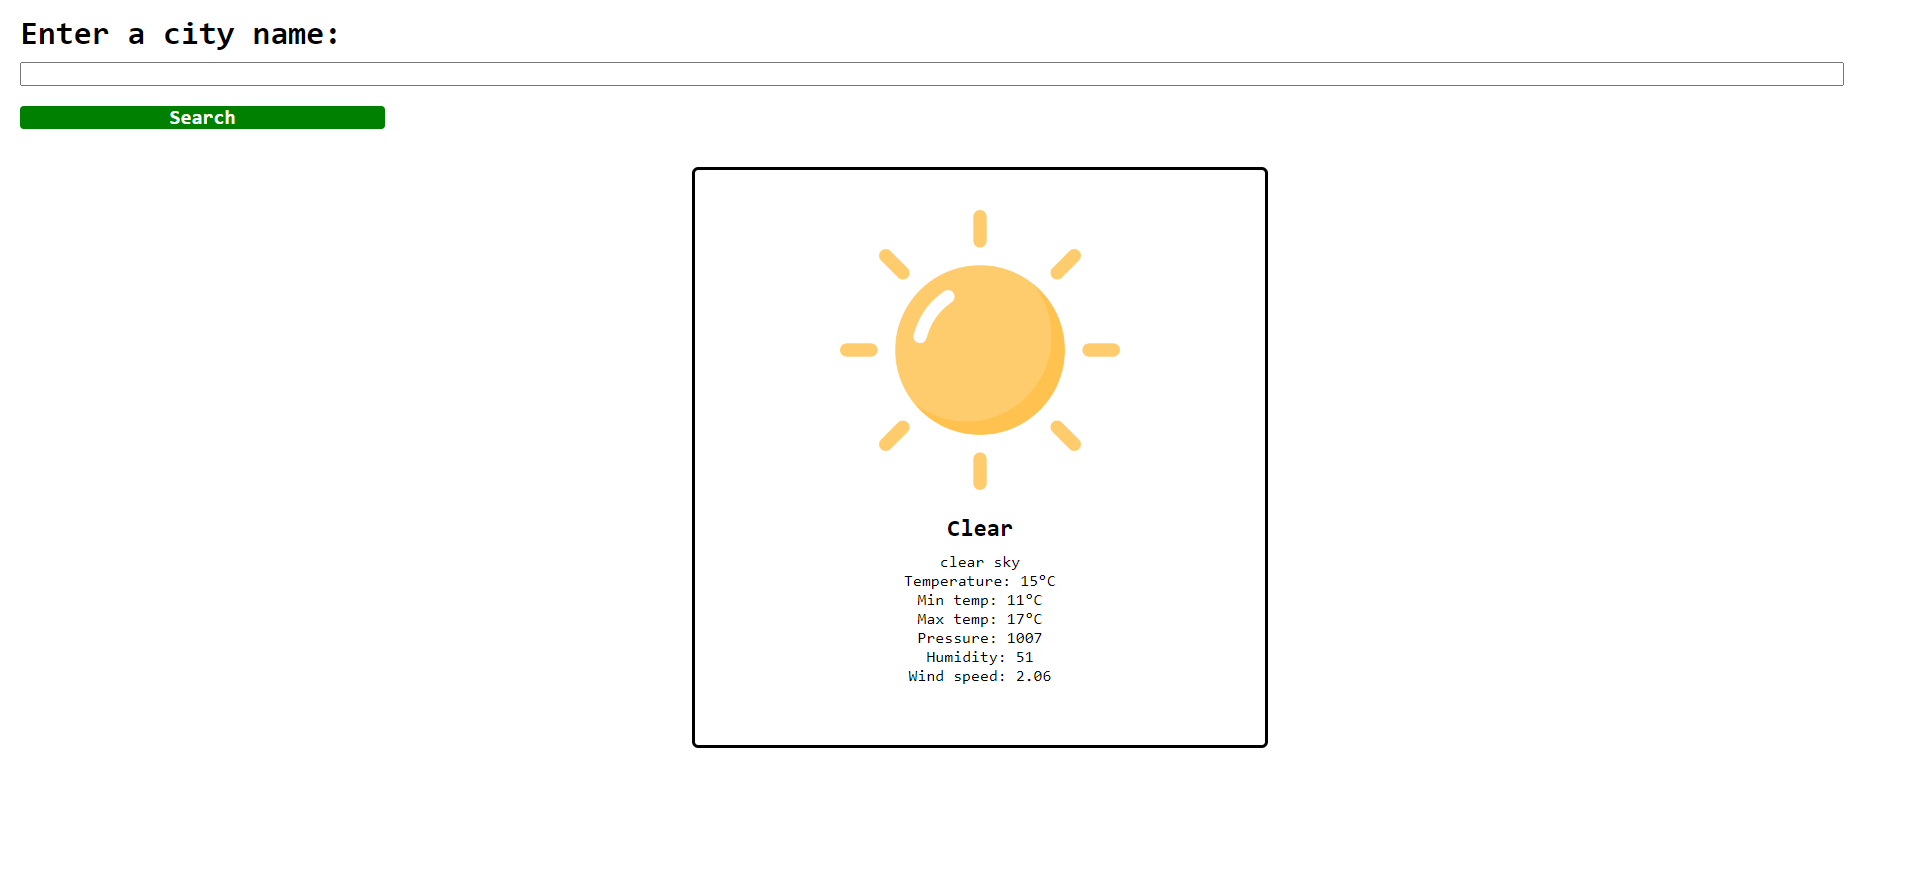 Enter a city name:
Search
Clear
clear sky
Temperature: 15°C
Min temp: 11°C
Max temp: 17°C
Pressure: 1007
Humidity: 51
Wind speed: 2.06